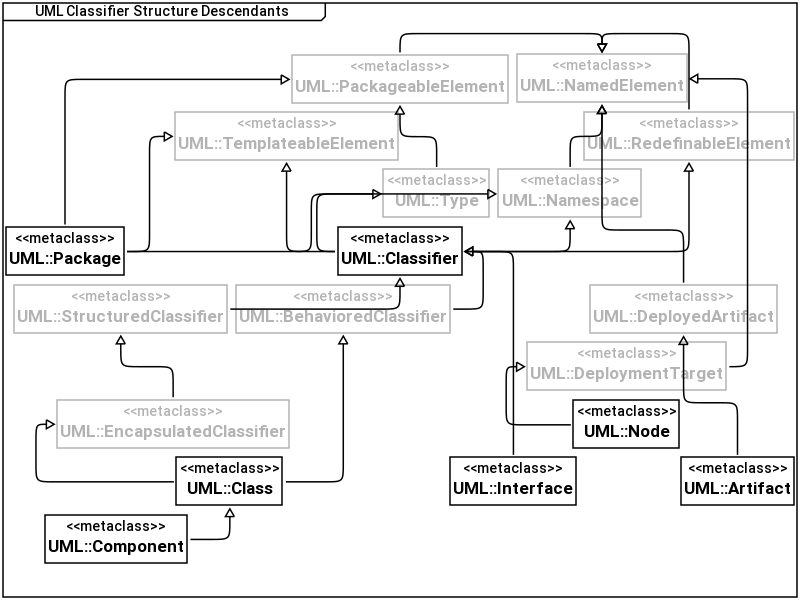 UML Classifier Structure Descendants
<<metaclass>>
UML::PackageableElement
<<metaclass>>
UML::NamedElement
<<metaclass>>
UML::TemplateableElement
<<metaclass>>
UML::RedefinableElement
<<metaclass>>
UML::Type
<<metaclass>>
UML::Namespace
<<metaclass>>
UML::Package
<<metaclass>>
UML::Classifier
<<metaclass>>
UML::StructuredClassifier
<<metaclass>>
UML::BehavioredClassifier
<<metaclass>>
UML::DeployedArtifact
<<metaclass>>
UML::DeploymentTarget
<<metaclass>>
UML::EncapsulatedClassifier
<<metaclass>>
UML::Node
<<metaclass>>
UML::Class
<<metaclass>>
UML::Interface
<<metaclass>>
UML::Artifact
<<metaclass>>
UML::Component